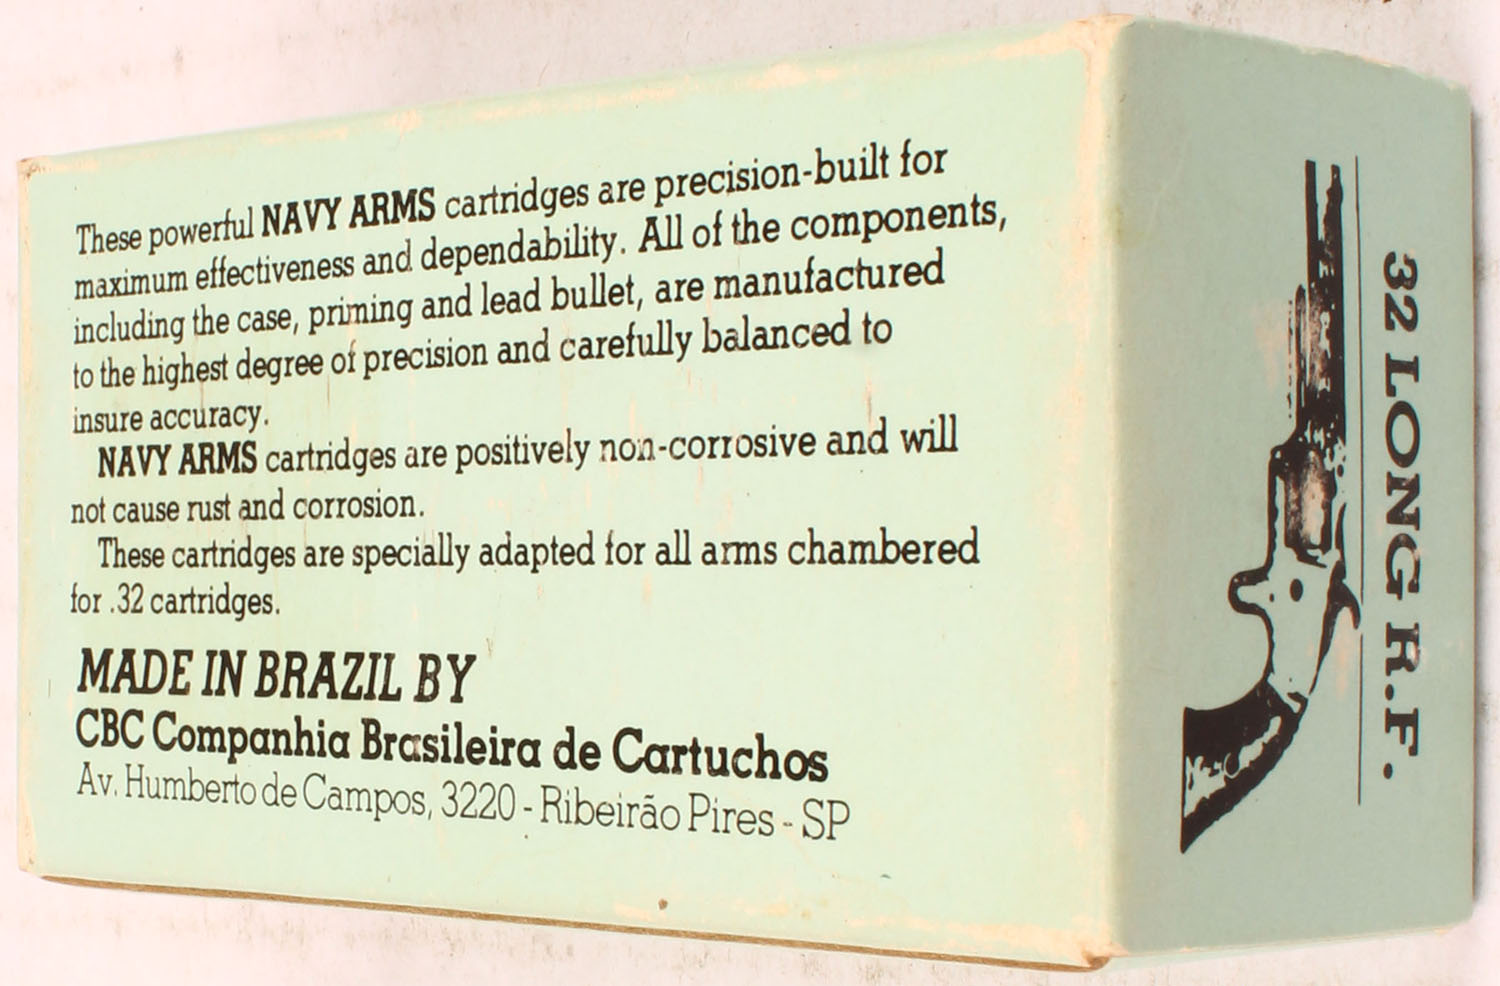 These powerful NAVY ARMS cartridges are precision-built for
maximum effectiveness and dependability. All of the components,
including the case, priming and lead bullet, are manufactured
to the highest degree of precision and carefully balanced to
insure accuracy.
NAVY ARMS cartridges are positively non-corrosive and will
not cause rust and corrosion.
These cartridges are specially adapted for all arms chambered
for .32 cartridges.
MADE IN BRAZIL BY
CBC Companhia Brasileira de Cartuchos
Av. Humberto de Campos, 3220 - Ribeirão Pires - SP
32 LONG R.F.